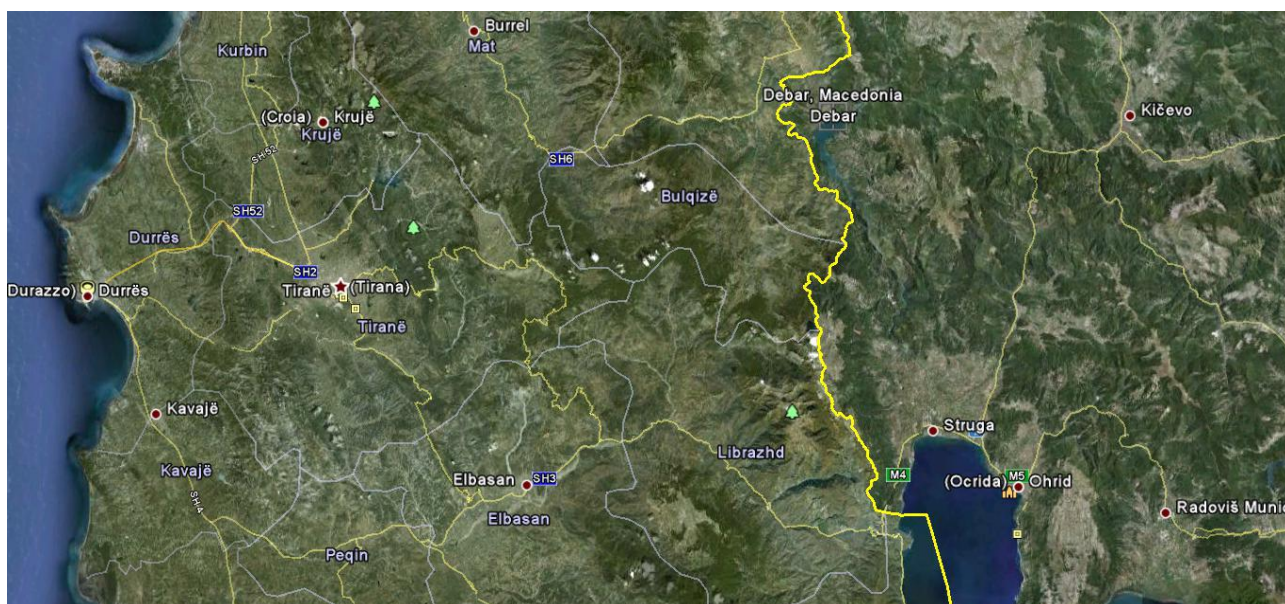 Burrel
Mat
Kurbin
Debar, Macedonia
Debar
(Croia) Krujë
Krujë
Kičevo
SH52
SH6
Bulqizë
SH52
Durrës
SH2
Tiranë (Tirana)
Durazzo) Durrës
Tiranë
Kavajë
Struga
Librazhd
Kavajë
Elbasan SH3
M4
M5
(Ocrida) Ohrid
SH4
Elbasan
Radoviš Munic
Peqin